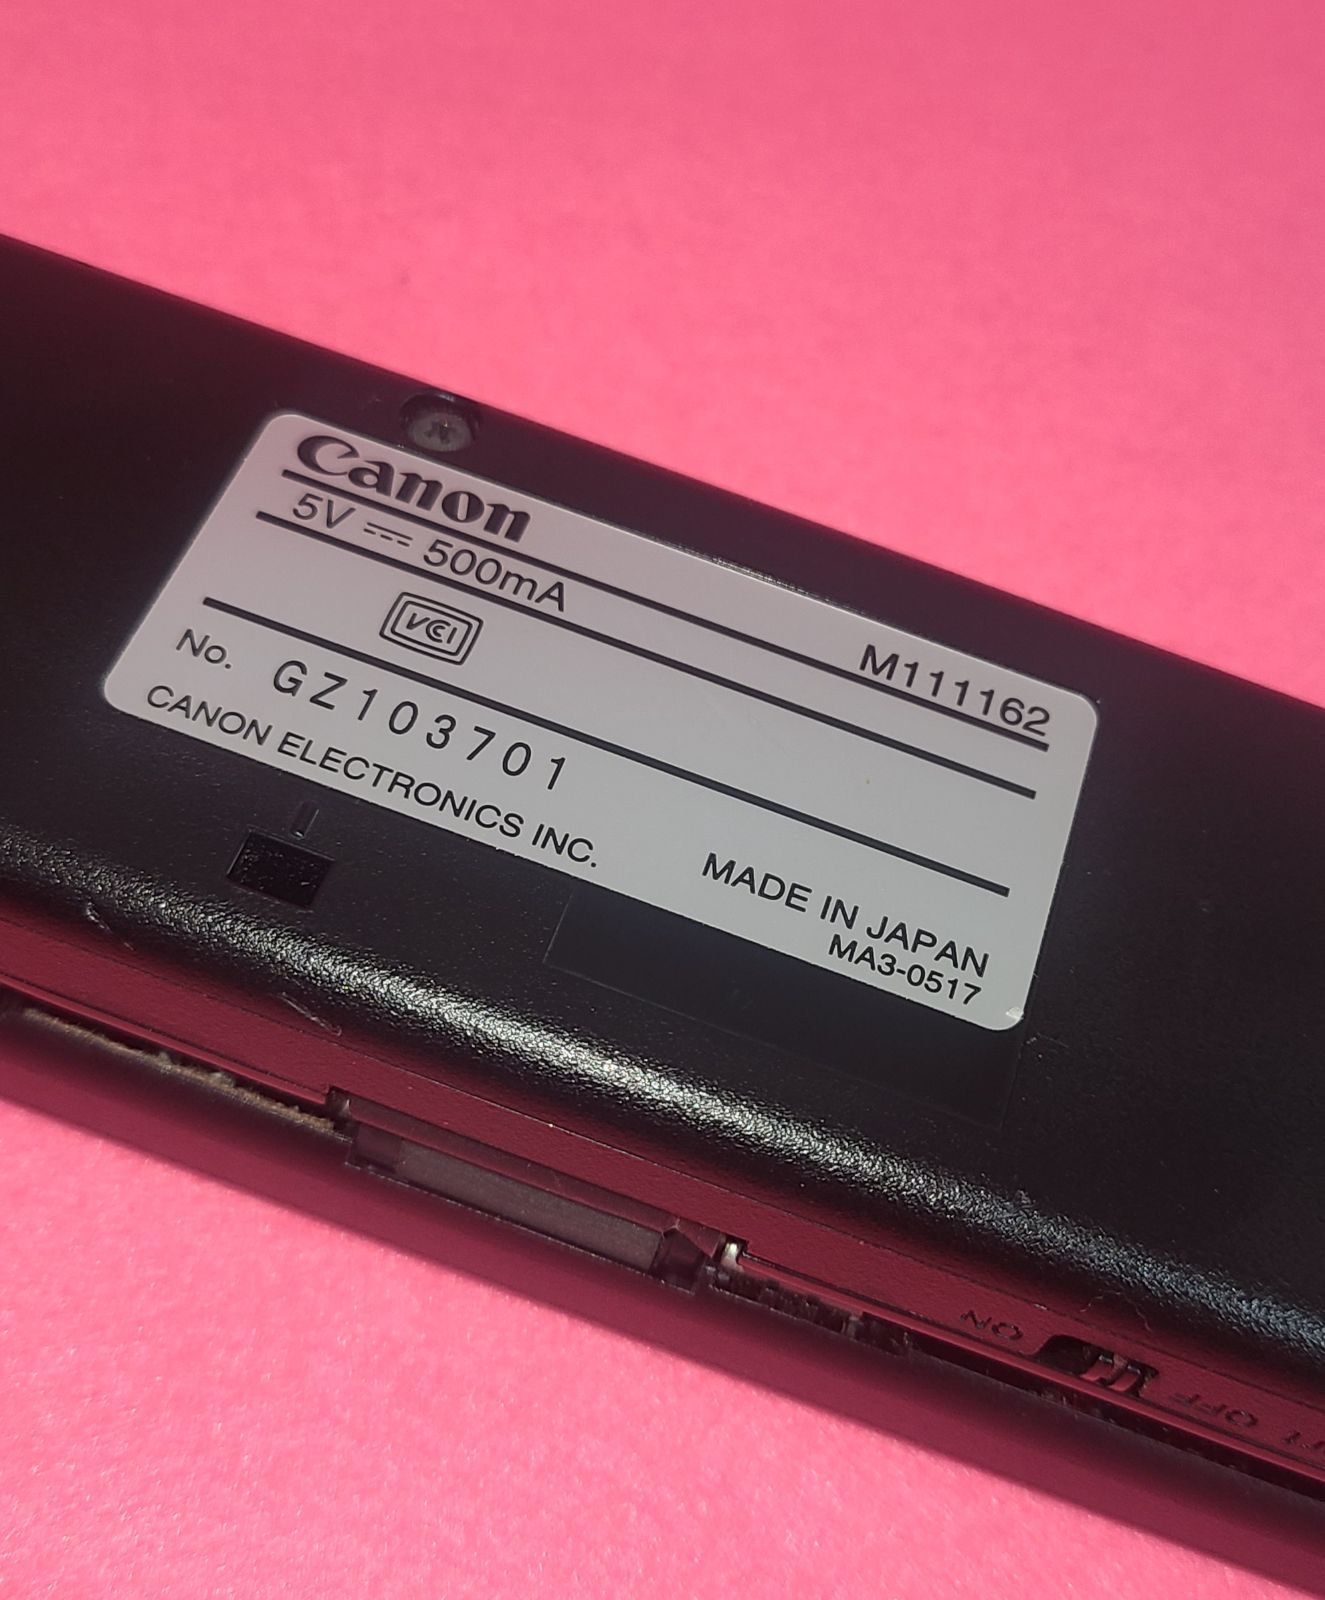 Canon
M111162
5V ⎓ 500mA
VCI
No. GZ103701
CANON ELECTRONICS INC.
MADE IN JAPAN
MA3-0517
ON
OFF